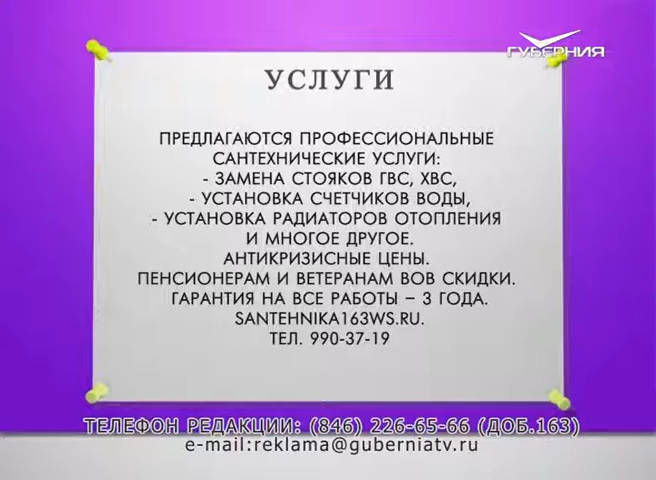 ГУБЕРНИЯ
УСЛУГИ
ПРЕДЛАГАЮТСЯ ПРОФЕССИОНАЛЬНЫЕ
САНТЕХНИЧЕСКИЕ УСЛУГИ:
- ЗАМЕНА СТОЯКОВ ГВС, ХВС,
- УСТАНОВКА СЧЕТЧИКОВ ВОДЫ,
- УСТАНОВКА РАДИАТОРОВ ОТОПЛЕНИЯ
И МНОГОЕ ДРУГОЕ.
АНТИКРИЗИСНЫЕ ЦЕНЫ.
ПЕНСИОНЕРАМ И ВЕТЕРАНАМ ВОВ СКИДКИ.
ГАРАНТИЯ НА ВСЕ РАБОТЫ – 3 ГОДА.
SANTEHNIKA163WS.RU.
ТЕЛ. 990-37-19
ТЕЛЕФОН РЕДАКЦИИ: (846) 226-65-66 (ДОБ.163)
e-mail:reklama@guberniatv.ru